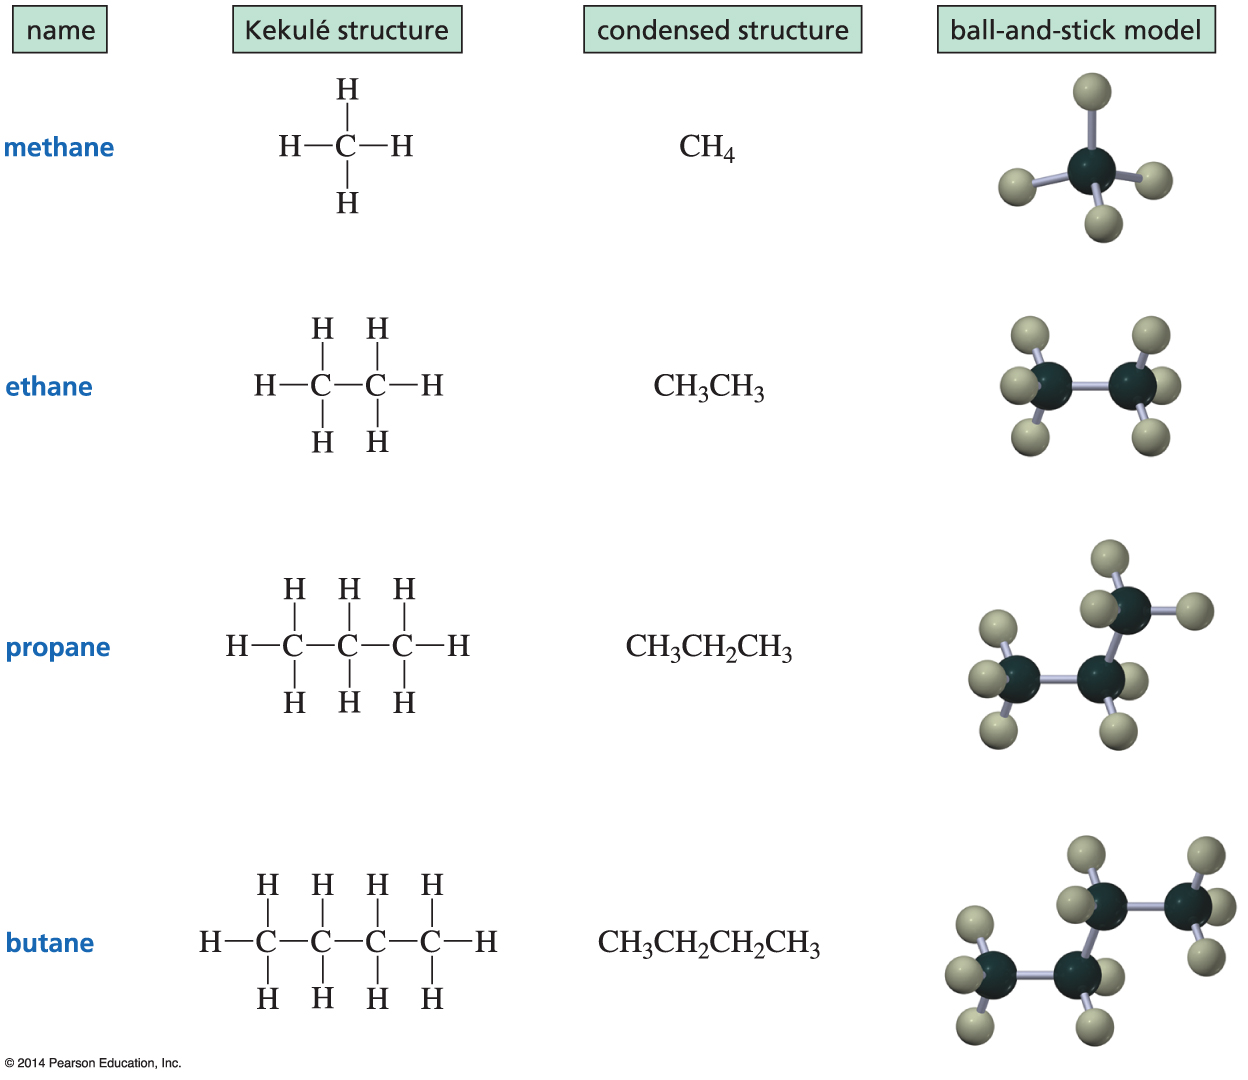 name Kekulé structure condensed structure ball-and-stick model
H
methane H—C—H CH₄
H
H H
ethane H—C—C—H CH₃CH₃
H H
H H H
propane H—C—C—C—H CH₃CH₂CH₃
H H H
H H H H
butane H—C—C—C—C—H CH₃CH₂CH₂CH₃
H H H H
© 2014 Pearson Education, Inc.